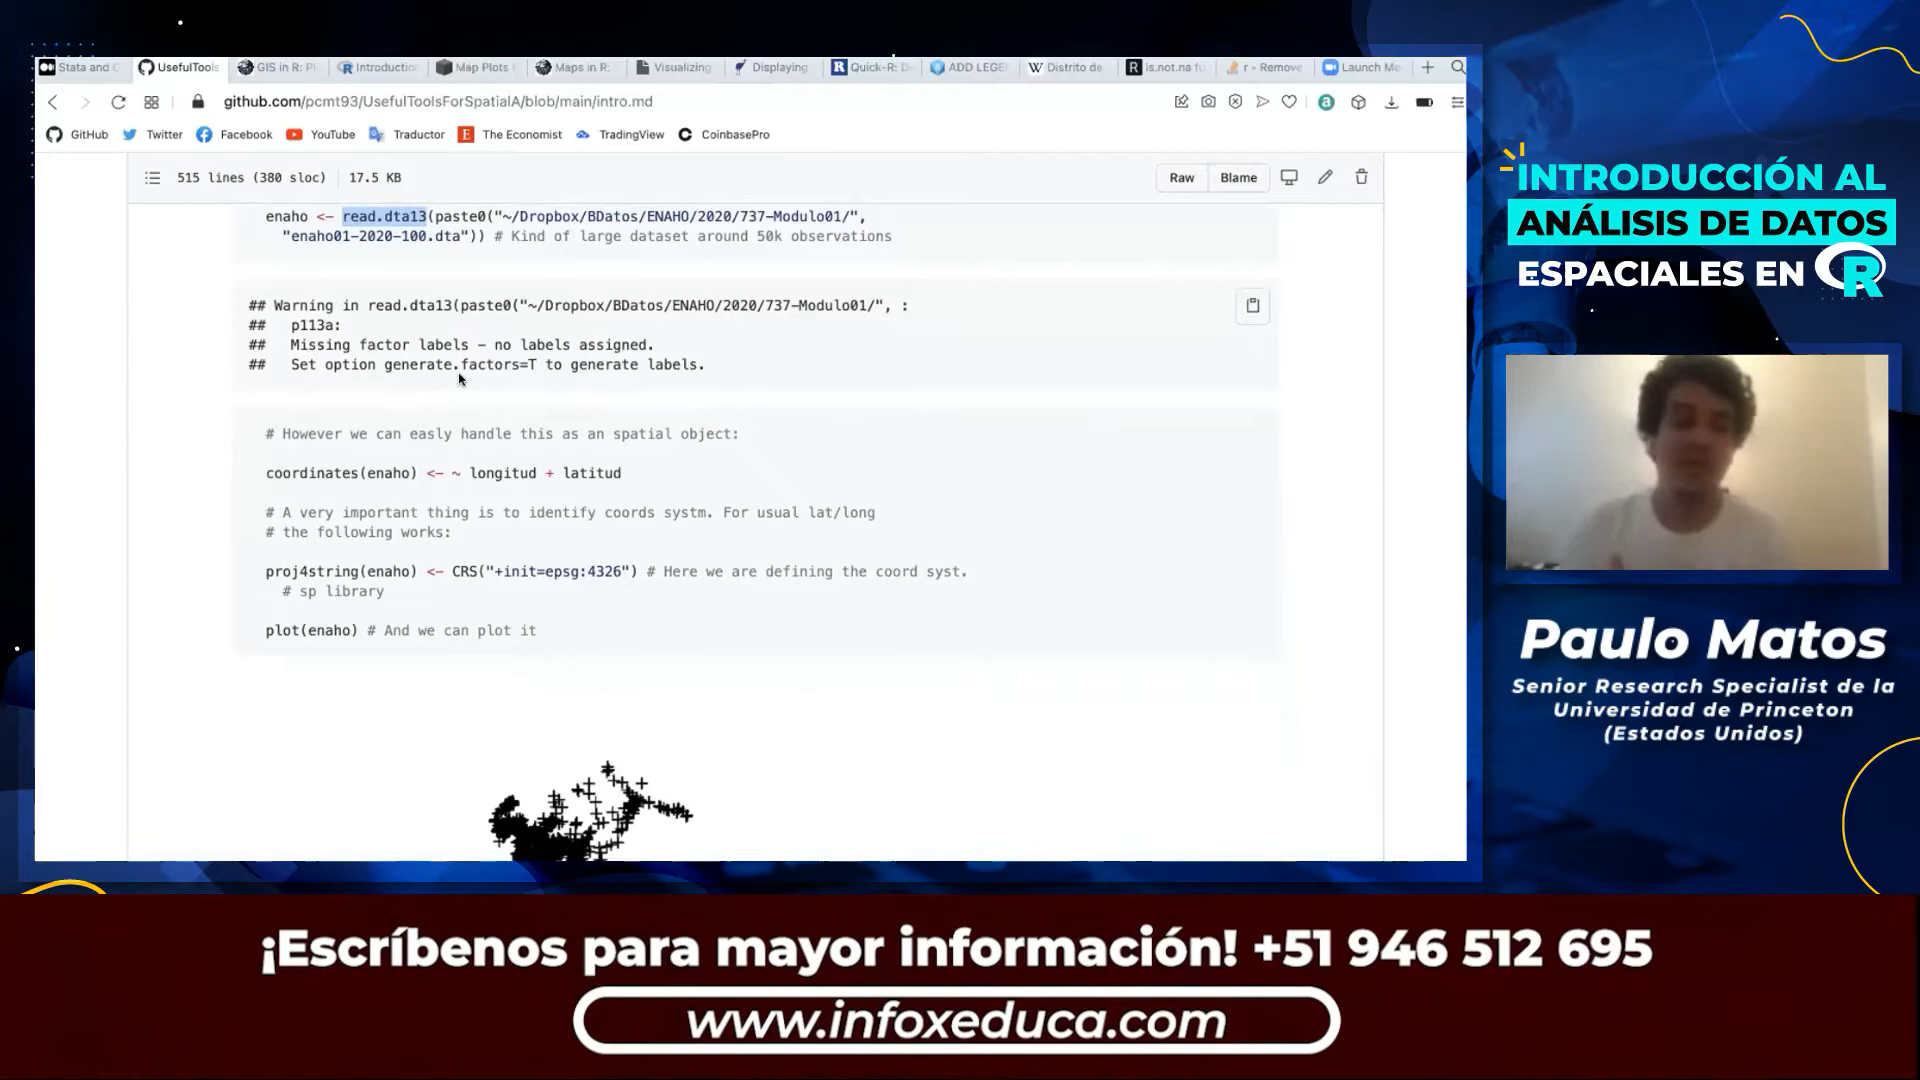 Stata and C
UsefulTools
GIS in R: Pl
Introduction
Map Plots
Maps in R:
Visualizing
Displaying
Quick-R: D
ADD LEGE
Distrito de
is.not.na fu
r - Remove
Launch Me
github.com/pcmt93/UsefulToolsForSpatialA/blob/main/intro.md
GitHub Twitter Facebook YouTube Traductor The Economist TradingView CoinbasePro
515 lines (380 sloc) 17.5 KB Raw Blame
enaho <- read.dta13(paste0("~/Dropbox/BDatos/ENAHO/2020/737-Modulo01/",
"enaho01-2020-100.dta")) # Kind of large dataset around 50k observations
## Warning in read.dta13(paste0("~/Dropbox/BDatos/ENAHO/2020/737-Modulo01/", :
## p113a:
## Missing factor labels - no labels assigned.
## Set option generate.factors=T to generate labels.
# However we can easly handle this as an spatial object:
coordinates(enaho) <- ~ longitud + latitud
# A very important thing is to identify coords systm. For usual lat/long
# the following works:
proj4string(enaho) <- CRS("+init=epsg:4326") # Here we are defining the coord syst.
# sp library
plot(enaho) # And we can plot it
INTRODUCCIÓN AL
ANÁLISIS DE DATOS
ESPACIALES EN R
Paulo Matos
Senior Research Specialist de la
Universidad de Princeton
(Estados Unidos)
¡Escríbenos para mayor información! +51 946 512 695
www.infoxeduca.com